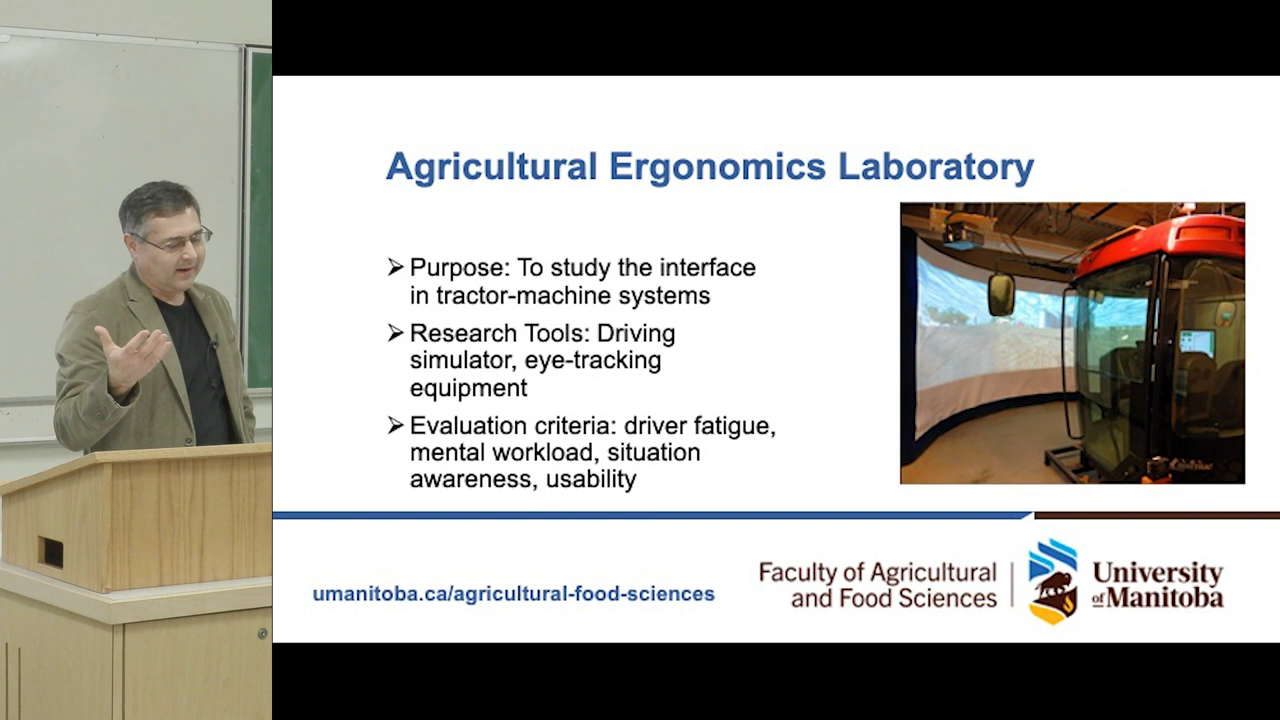 Agricultural Ergonomics Laboratory
➢ Purpose: To study the interface
in tractor-machine systems
➢ Research Tools: Driving
simulator, eye-tracking
equipment
➢ Evaluation criteria: driver fatigue,
mental workload, situation
awareness, usability
umanitoba.ca/agricultural-food-sciences
Faculty of Agricultural
and Food Sciences
University
of Manitoba